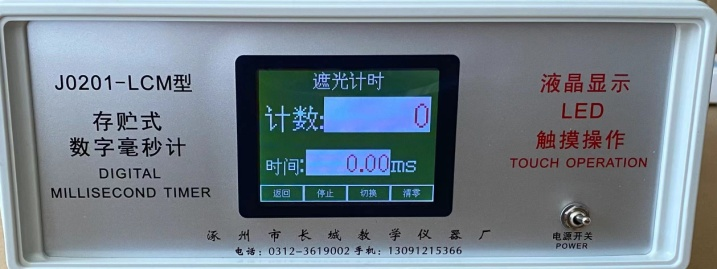 J0201-LCM型
存贮式
数字毫秒计
DIGITAL
MILLISECOND TIMER
遮光计时
计数: 0
时间: 0.00ms
返回 停止 切换 清零
液晶显示
LED
触摸操作
TOUCH OPERATION
电源开关
POWER
涿州市长城教学仪器厂
电话: 0312-3619002 手机: 13091215366